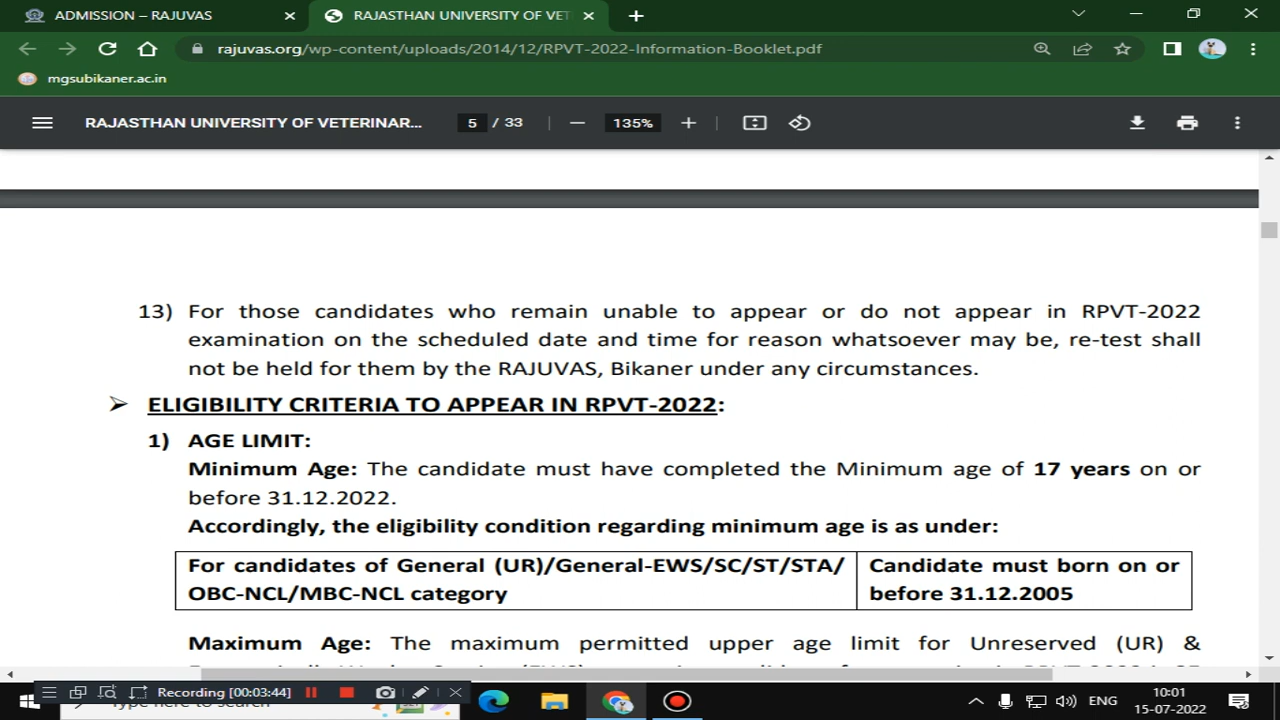 ADMISSION – RAJUVAS
RAJASTHAN UNIVERSITY OF VET
rajuvas.org/wp-content/uploads/2014/12/RPVT-2022-Information-Booklet.pdf
mgsubikaner.ac.in
RAJASTHAN UNIVERSITY OF VETERINAR... 5 / 33 135%
13) For those candidates who remain unable to appear or do not appear in RPVT-2022
examination on the scheduled date and time for reason whatsoever may be, re-test shall
not be held for them by the RAJUVAS, Bikaner under any circumstances.
➢ ELIGIBILITY CRITERIA TO APPEAR IN RPVT-2022:
1) AGE LIMIT:
Minimum Age: The candidate must have completed the Minimum age of 17 years on or
before 31.12.2022.
Accordingly, the eligibility condition regarding minimum age is as under:
For candidates of General (UR)/General-EWS/SC/ST/STA/
OBC-NCL/MBC-NCL category
Candidate must born on or
before 31.12.2005
Maximum Age: The maximum permitted upper age limit for Unreserved (UR) &
Recording [00:03:44]
ENG
10:01
15-07-2022